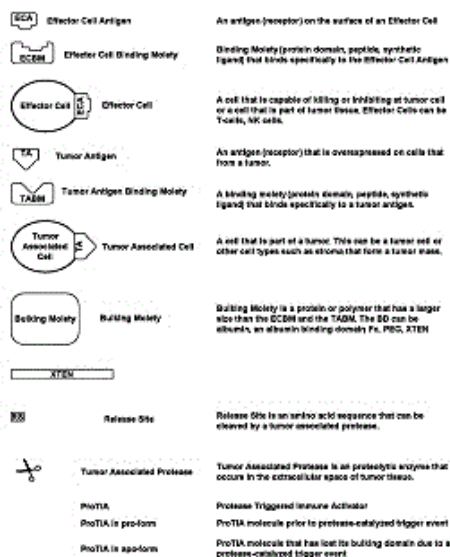 ECA Effector Cell Antigen An antigen (receptor) on the surface of an Effector Cell
ECBM Effector Cell Binding Moiety Binding Moiety (protein domain, peptide, synthetic
ligand) that binds specifically to the Effector Cell Antigen
Effector Cell ECA Effector Cell A cell that is capable of killing or inhibiting at tumor cell
or a cell that is part of tumor tissue. Effector Cells can be
T-cells, NK cells.
TA Tumor Antigen An antigen (receptor) that is overexpressed on cells that
from a tumor.
TABM Tumor Antigen Binding Moiety A binding moiety (protein domain, peptide, synthetic
ligand) that binds specifically to a tumor antigen.
Tumor
Associated
Cell
TA Tumor Associated Cell A cell that is part of a tumor. This can be a tumor cell or
other cell types such as stroma that form a tumor mass.
Bulking Moiety Bulking Moiety Bulking Moiety is a protein or polymer that has a larger
size than the ECBM and the TABM. The BD can be
albumin, an albumin binding domain Fc, PEG, XTEN
XTEN
RS Release Site Release Site is an amino acid sequence that can be
cleaved by a tumor associated protease.
Tumor Associated Protease Tumor Associated Protease is an proteolytic enzyme that
occurs in the extracellular space of tumor tissue.
ProTIA Protease Triggered Immune Activator
ProTIA in pro-form ProTIA molecule prior to protease-catalyzed trigger event
ProTIA in apo-form ProTIA molecule that has lost its bulking domain due to a
protease-catalyzed trigger event